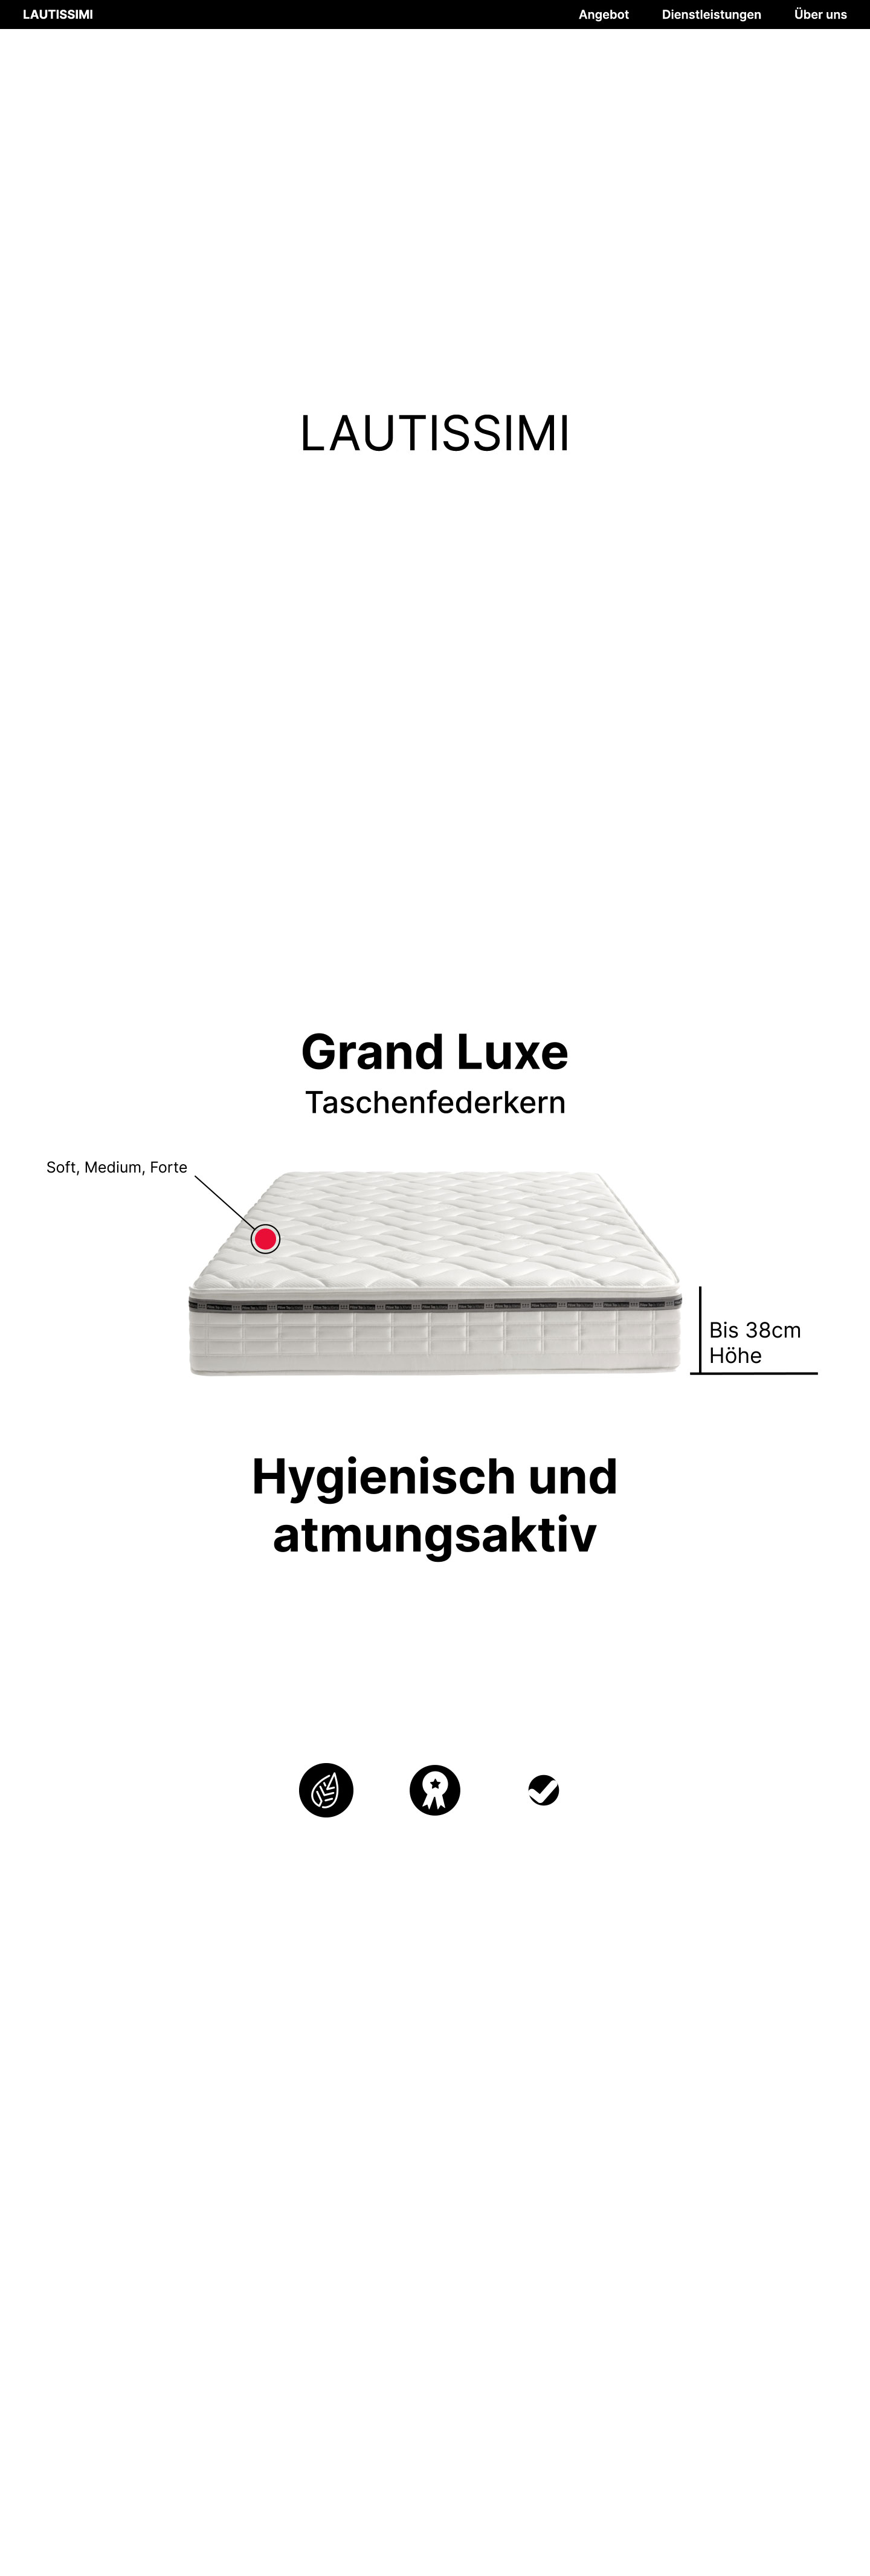 LAUTISSIMI
Angebot
Dienstleistungen
Über uns
LAUTISSIMI
Grand Luxe
Taschenfederkern
Soft, Medium, Forte
Bis 38cm
Höhe
Hygienisch und
atmungsaktiv